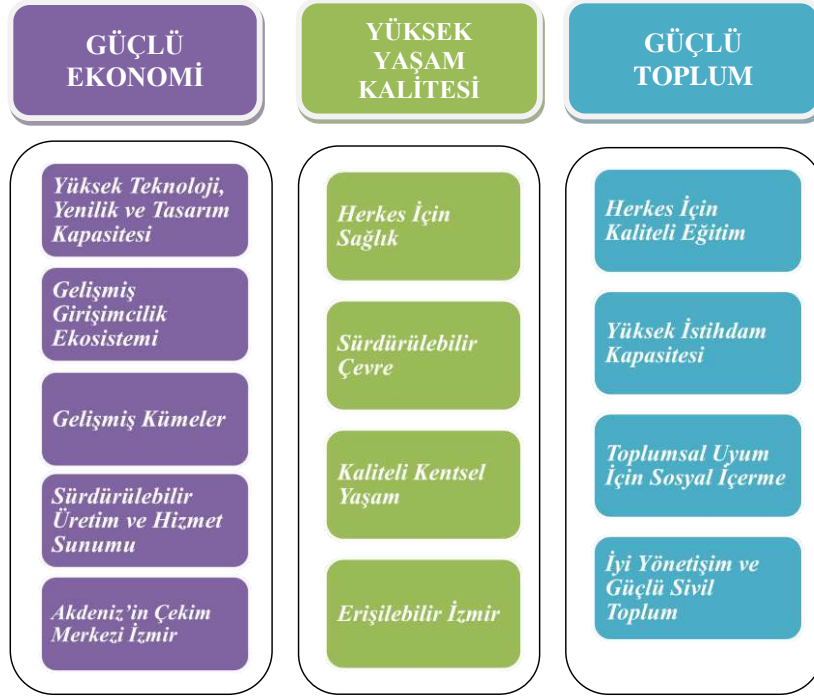 GÜÇLÜ
EKONOMİ
Yüksek Teknoloji,
Yenilik ve Tasarım
Kapasitesi
Gelişmiş
Girişimcilik
Ekosistemi
Gelişmiş Kümeler
Sürdürülebilir
Üretim ve Hizmet
Sunumu
Akdeniz’in Çekim
Merkezi İzmir
YÜKSEK
YAŞAM
KALİTESİ
Herkes İçin
Sağlık
Sürdürülebilir
Çevre
Kaliteli Kentsel
Yaşam
Erişilebilir İzmir
GÜÇLÜ
TOPLUM
Herkes İçin
Kaliteli Eğitim
Yüksek İstihdam
Kapasitesi
Toplumsal Uyum
İçin Sosyal İçerme
İyi Yönetişim ve
Güçlü Sivil
Toplum